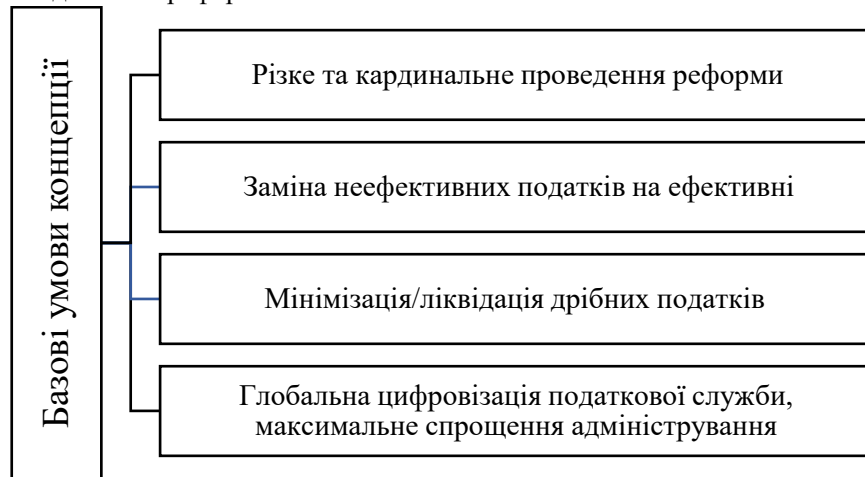 Базові умови концепції
Різке та кардинальне проведення реформи
Заміна неефективних податків на ефективні
Мінімізація/ліквідація дрібних податків
Глобальна цифровізація податкової служби,
максимальне спрощення адміністрування